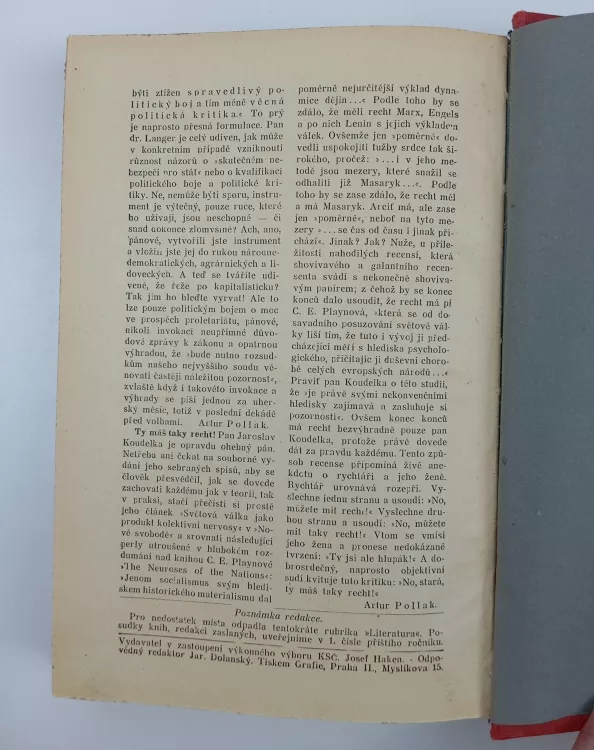 býti ztížen spravedlivý po-
litický boj a tím méně věcná
politická kritika.« To prý
je naprosto přesná formulace. Pan
dr. Langer je celý udiven, jak může
v konkretním případě vzniknouti
různost názorů o »skutečném ne-
bezpečí pro stát« nebo o kvalifikaci
politického boje a politické kri-
tiky. Ne, nemůže býti sporu, instru-
ment je výtečný, pouze ruce, které
ho užívají, jsou neschopné — či
snad dokonce zlomyslné? Ach, ano,
pánové, vytvořili jste instrument
a vložili jste jej do rukou národně-
demokratických, agrárnických a li-
doveckých. A teď se tváříte udi-
veně, že řeže po kapitalisticku?
Tak jim ho hleďte vyrvat! Ale to
lze pouze politickým bojem o moc
ve prospěch proletariátu, pánové,
nikoli invokací neupřímné důvo-
dové zprávy k zákonu a opatrnou
výhradou, že »bude nutno rozsud-
kům našeho nejvyššího soudu vě-
novati častěji náležitou pozornost«,
zvláště když i takovéto invokace a
výhrady se píší jednou za uher-
ský měsíc, totiž v poslední dekádě
před volbami. Artur Pollak.
Ty máš taky recht! Pan Jaroslav
Koudelka je opravdu ohebný pán.
Netřeba ani čekat na souborné vy-
dání jeho sebraných spisů, aby se
člověk přesvědčil, jak se dovede
zachovati každému jak v teorii, tak
v praksi, stačí přečísti si prostě
jeho článek »Světová válka jako
produkt kolektivní nervosy« v »No-
vé svobodě« a srovnati následující
perly utroušené v hlubokém roz-
dumání nad knihou C. E. Playnové
»The Neuroses of the Nations«:
»Jenom socialismus svým hledi-
skem historického materialismu dal
poměrně nejurčitější výklad dyna-
mice dějin...« Podle toho by se
zdálo, že měli recht Marx, Engels
a po nich Lenin s jejich výkladem
válek. Ovšemže jen »poměrně« do-
vedli uspokojiti tužby srdce tak ši-
rokého, pročež: »...i v jeho me-
todě jsou mezery, které snažil se
odhaliti již Masaryk...« Podle
toho by se zase zdálo, že recht měl
a má Masaryk. Arciť má, ale zase
jen »poměrně«, neboť na tyto me-
zery »...se čas od času i jinak při-
chází«. Jinak? Jak? Nuže, u příle-
žitosti nahodilých recensí, která
shovívavého a galantního recen-
senta svádí s nekonečně shovíva-
vým papírem; z čehož by se konec
konců dalo usoudit, že recht má pí
C. E. Playnová, »která se od do-
savadního posuzování světové vál-
ky liší tím, že tuto i vývoj ji před-
cházející měří s hlediska psycholo-
gického, přičítajíc ji duševní choro-
bě celých evropských národů...«
Pravíť pan Koudelka o této studii,
že »je právě svými nekonvenčními
hledisky zajímavá a zasluhuje si
pozornosti«. Ovšem konec konců
má recht bezvýhradně pouze pan
Koudelka, protože právě dovede
dát za pravdu každému. Tento způ-
sob recense připomíná živě ane-
kdotu o rychtáři a jeho ženě.
Rychtář urovnává rozepři. Vy-
slechne jednu stranu a usoudí: »No,
můžete mít recht!« Vyslechne dru-
hou stranu a usoudí: »No, můžete
mít taky recht!« Vtom se vmísí
jeho žena a pronese nedokázané
tvrzení: »Ty jsi ale hlupák!« A do-
brosrdečný, naprosto objektivní
sudí kvituje tuto kritiku: »No, stará,
ty máš taky recht!«
Artur Pollak.
Poznámka redakce.
Pro nedostatek místa odpadla tentokráte rubrika »Literatura«. Po-
sudky knih, redakci zaslaných, uveřejníme v 1. čísle příštího ročníku.
Vydavatel v zastoupení výkonného výboru KSČ. Josef Haken. - Odpo-
vědný redaktor Jar. Dolanský. Tiskem Grafie, Praha II., Myslíkova 15.